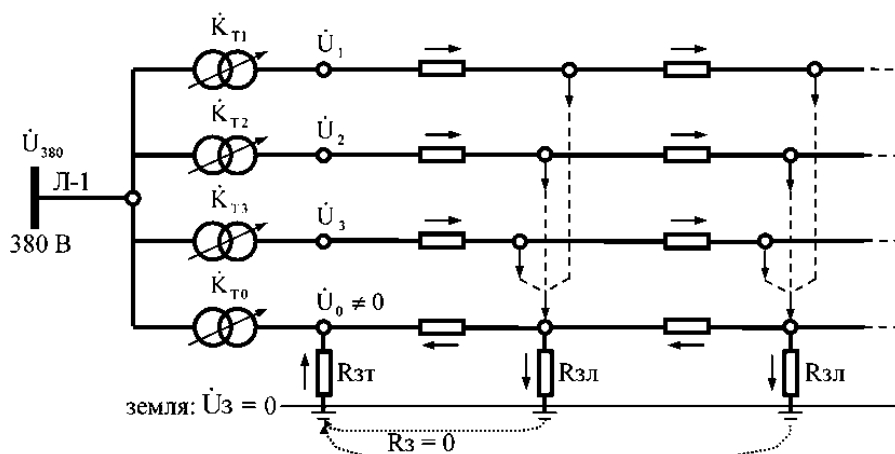 K̇т1
U̇1
K̇т2
U̇380
U̇2
Л-1
K̇т3
380 В
U̇3
K̇т0
U̇0 ≠ 0
Rзт
Rзл
Rзл
земля: U̇з = 0
Rз = 0